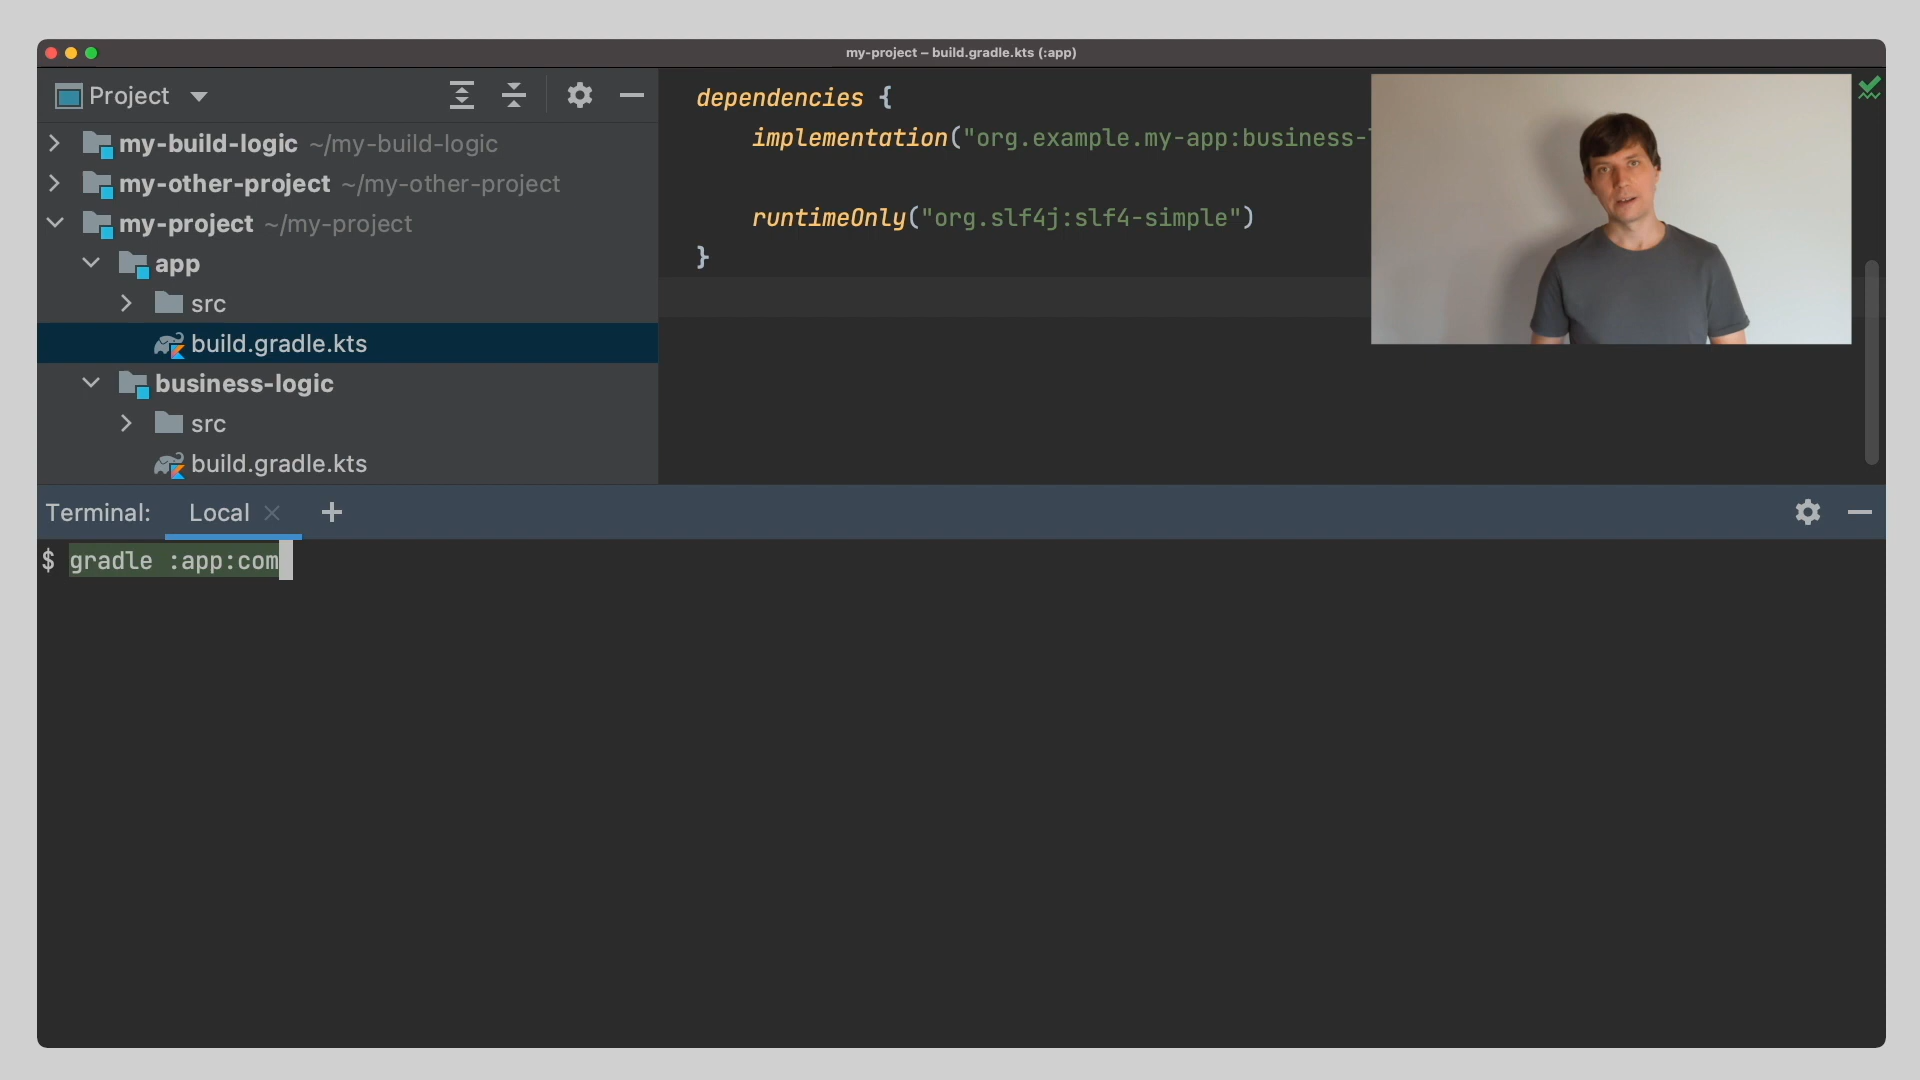 my-project – build.gradle.kts (:app)
Project
my-build-logic ~/my-build-logic
my-other-project ~/my-other-project
my-project ~/my-project
app
src
build.gradle.kts
business-logic
src
build.gradle.kts
dependencies {
implementation("org.example.my-app:business-
runtimeOnly("org.slf4j:slf4-simple")
}
Terminal: Local
$ gradle :app:com